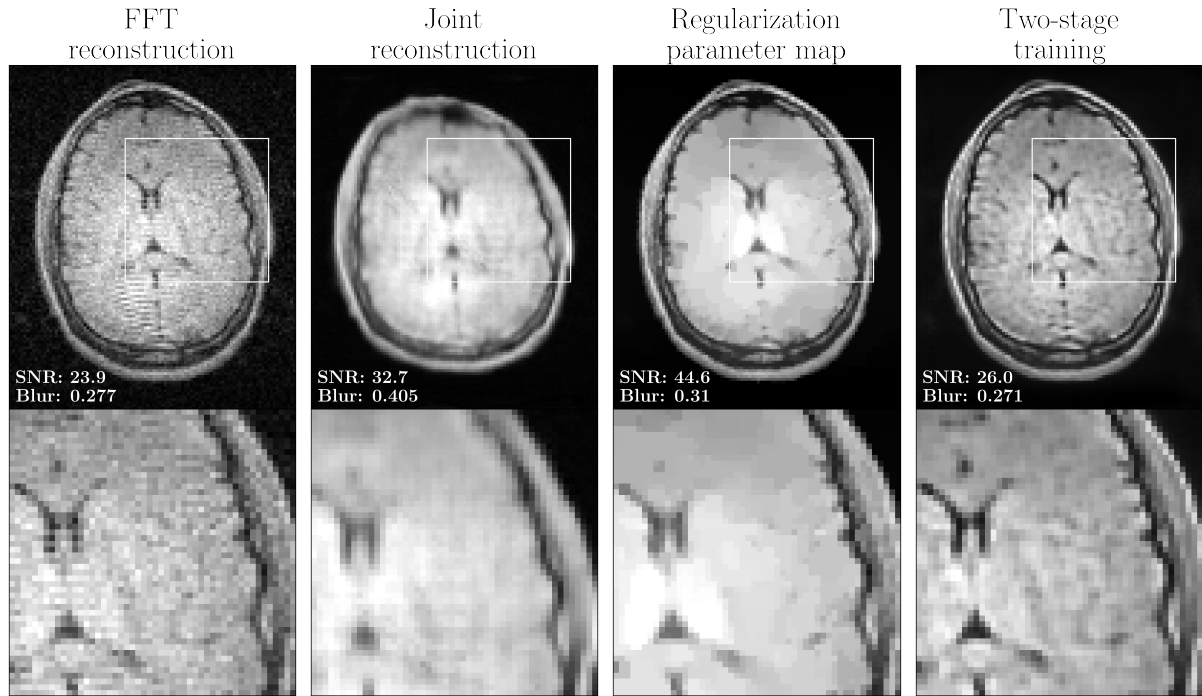 FFT
reconstruction
Joint
reconstruction
Regularization
parameter map
Two-stage
training
SNR: 23.9
Blur: 0.277
SNR: 32.7
Blur: 0.405
SNR: 44.6
Blur: 0.31
SNR: 26.0
Blur: 0.271